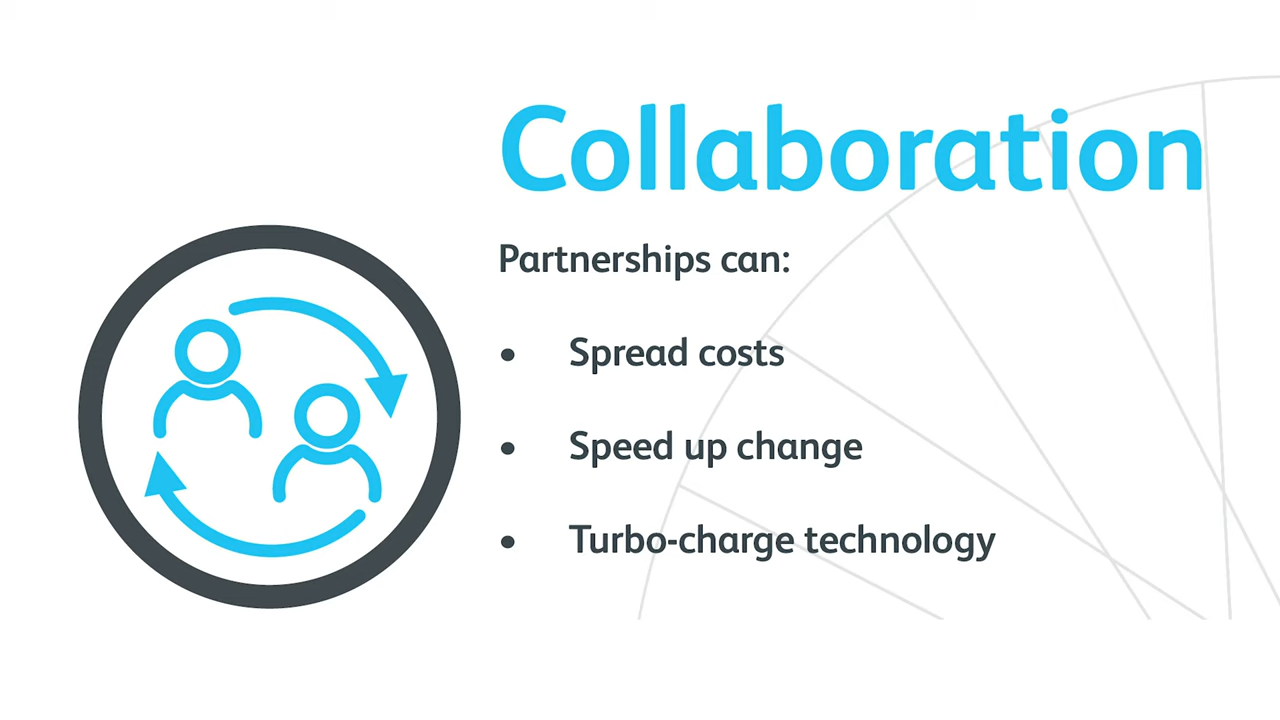 Collaboration
Partnerships can:
• Spread costs
• Speed up change
• Turbo-charge technology